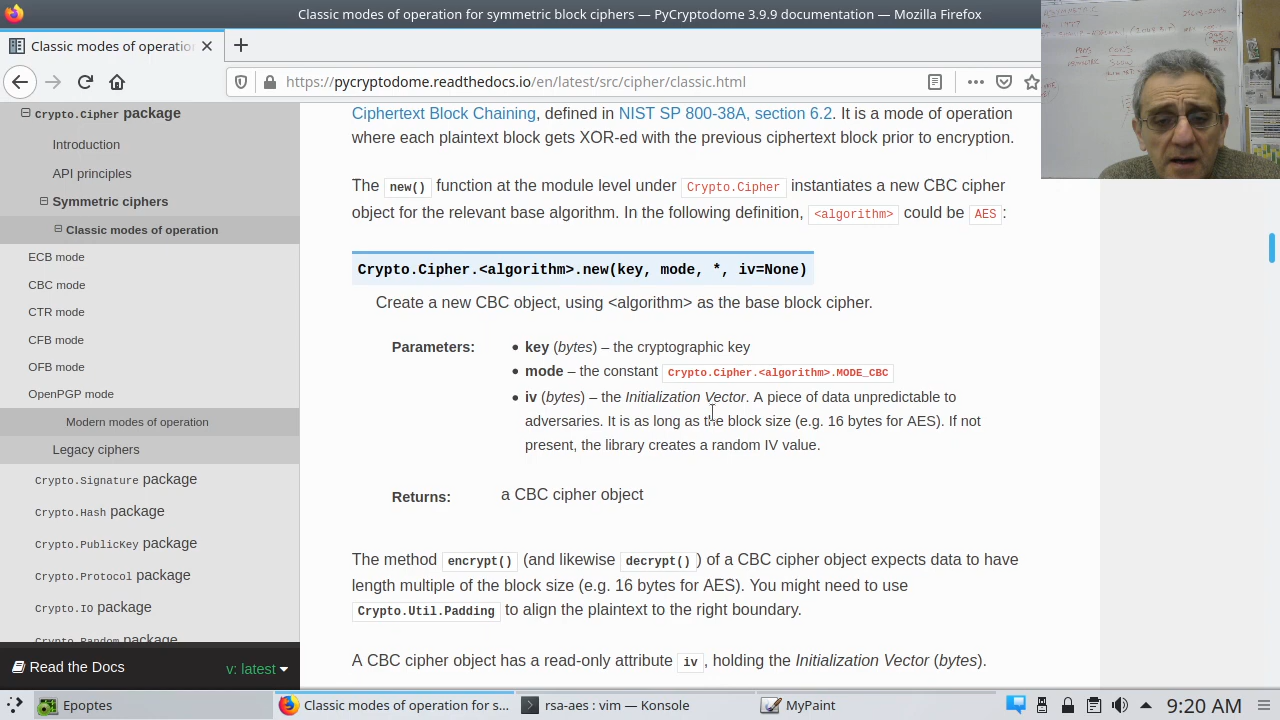 Classic modes of operation for symmetric block ciphers — PyCryptodome 3.9.9 documentation — Mozilla Firefox
Classic modes of operatio
https://pycryptodome.readthedocs.io/en/latest/src/cipher/classic.html
Crypto.Cipher package
Introduction
API principles
Symmetric ciphers
Classic modes of operation
ECB mode
CBC mode
CTR mode
CFB mode
OFB mode
OpenPGP mode
Modern modes of operation
Legacy ciphers
Crypto.Signature package
Crypto.Hash package
Crypto.PublicKey package
Crypto.Protocol package
Crypto.IO package
Crypto.Random package
Read the Docs
v: latest
Ciphertext Block Chaining, defined in NIST SP 800-38A, section 6.2. It is a mode of operation
where each plaintext block gets XOR-ed with the previous ciphertext block prior to encryption.
The new() function at the module level under Crypto.Cipher instantiates a new CBC cipher
object for the relevant base algorithm. In the following definition, <algorithm> could be AES:
Crypto.Cipher.<algorithm>.new(key, mode, *, iv=None)
Create a new CBC object, using <algorithm> as the base block cipher.
Parameters:
• key (bytes) – the cryptographic key
• mode – the constant Crypto.Cipher.<algorithm>.MODE_CBC
• iv (bytes) – the Initialization Vector. A piece of data unpredictable to
adversaries. It is as long as the block size (e.g. 16 bytes for AES). If not
present, the library creates a random IV value.
Returns: a CBC cipher object
The method encrypt() (and likewise decrypt()) of a CBC cipher object expects data to have
length multiple of the block size (e.g. 16 bytes for AES). You might need to use
Crypto.Util.Padding to align the plaintext to the right boundary.
A CBC cipher object has a read-only attribute iv, holding the Initialization Vector (bytes).
Epoptes
Classic modes of operation for s...
rsaenes : vim — Konsole
MyPaint
9:20 AM